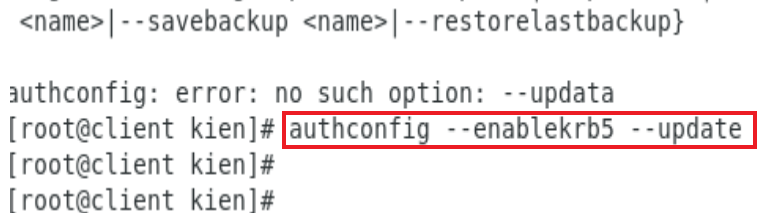 <name>|--savebackup <name>|--restorelastbackup}
authconfig: error: no such option: --updata
[root@client kien]# authconfig --enablekrb5 --update
[root@client kien]#
[root@client kien]#